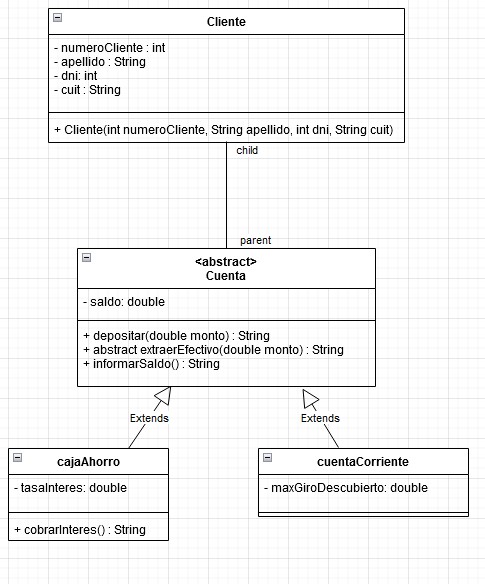 Cliente
- numeroCliente : int
- apellido : String
- dni: int
- cuit : String
+ Cliente(int numeroCliente, String apellido, int dni, String cuit)
child
parent
<abstract>
Cuenta
- saldo: double
+ depositar(double monto) : String
+ abstract extraerEfectivo(double monto) : String
+ informarSaldo() : String
Extends
Extends
cajaAhorro
- tasaInteres: double
+ cobrarInteres() : String
cuentaCorriente
- maxGiroDescubierto: double